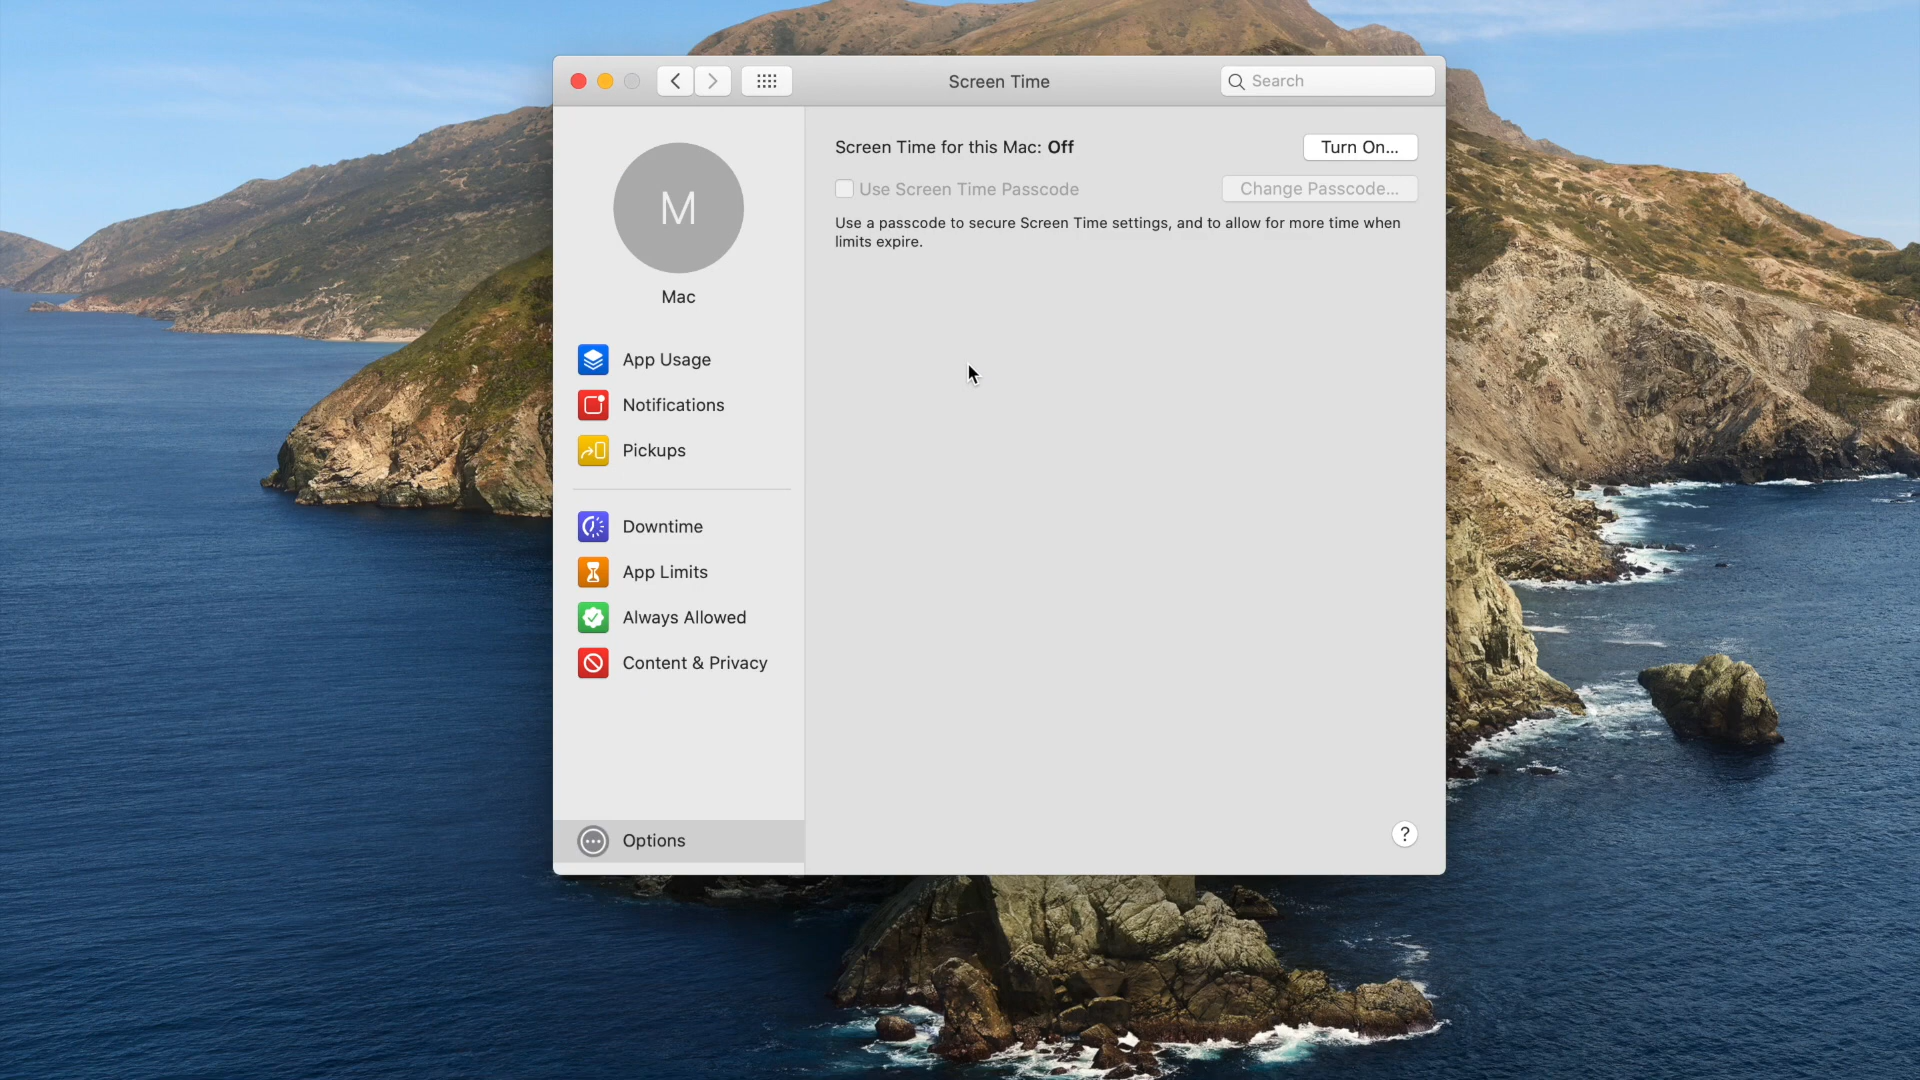 Screen Time
Search
M
Mac
App Usage
Notifications
Pickups
Downtime
App Limits
Always Allowed
Content & Privacy
Options
Screen Time for this Mac: Off
Turn On...
Use Screen Time Passcode
Change Passcode...
Use a passcode to secure Screen Time settings, and to allow for more time when
limits expire.
?